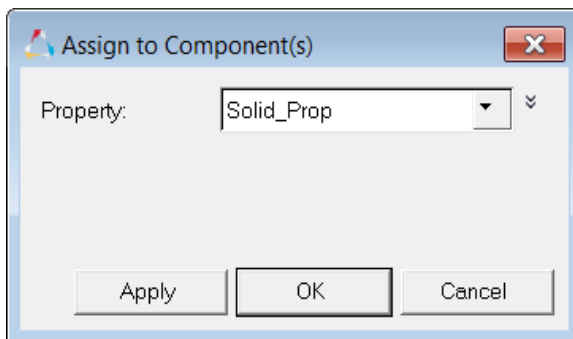 Assign to Component(s)
Property: Solid_Prop
Apply OK Cancel